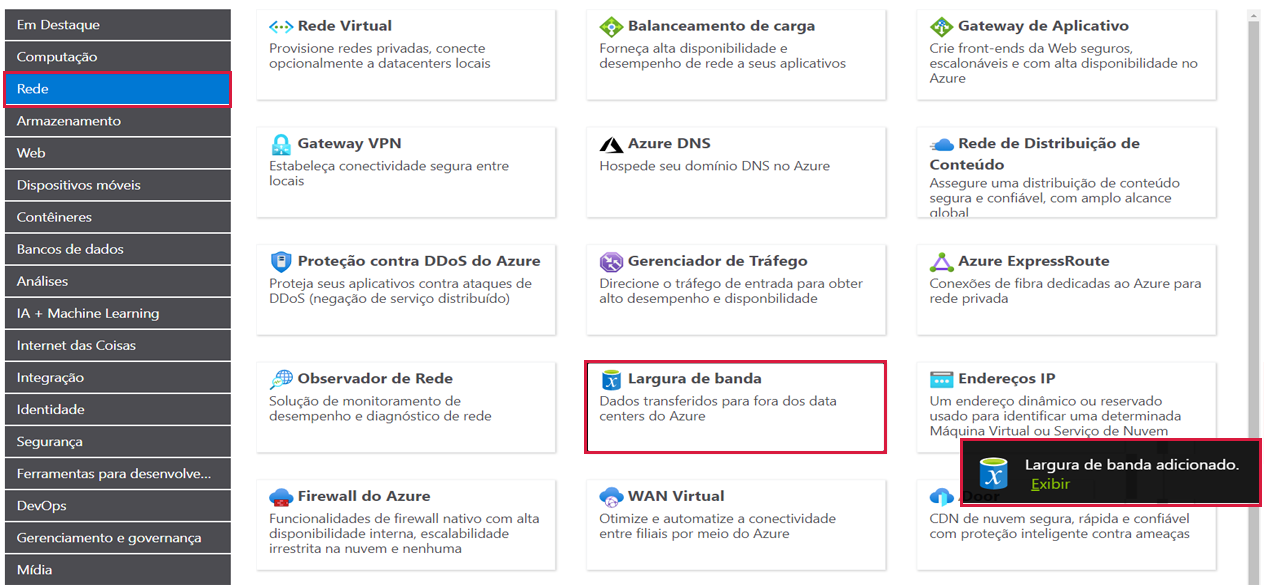 Em Destaque
Computação
Rede
Armazenamento
Web
Dispositivos móveis
Contêineres
Bancos de dados
Análises
IA + Machine Learning
Internet das Coisas
Integração
Identidade
Segurança
Ferramentas para desenvolve...
DevOps
Gerenciamento e governança
Mídia
Rede Virtual
Provisione redes privadas, conecte
opcionalmente a datacenters locais
Balanceamento de carga
Forneça alta disponibilidade e
desempenho de rede a seus aplicativos
Gateway de Aplicativo
Crie front-ends da Web seguros,
escalonáveis e com alta disponibilidade no
Azure
Gateway VPN
Estabeleça conectividade segura entre
locais
Azure DNS
Hospede seu domínio DNS no Azure
Rede de Distribuição de
Conteúdo
Assegure uma distribuição de conteúdo
segura e confiável, com amplo alcance
global
Proteção contra DDoS do Azure
Proteja seus aplicativos contra ataques de
DDoS (negação de serviço distribuído)
Gerenciador de Tráfego
Direcione o tráfego de entrada para obter
alto desempenho e disponbilidade
Azure ExpressRoute
Conexões de fibra dedicadas ao Azure para
rede privada
Observador de Rede
Solução de monitoramento de
desempenho e diagnóstico de rede
Largura de banda
Dados transferidos para fora dos data
centers do Azure
Endereços IP
Um endereço dinâmico ou reservado
usado para identificar uma determinada
Máquina Virtual ou Serviço de Nuvem
Largura de banda adicionado.
Exibir
Firewall do Azure
Funcionalidades de firewall nativo com alta
disponibilidade interna, escalabilidade
irrestrita na nuvem e nenhuma
WAN Virtual
Otimize e automatize a conectividade
entre filiais por meio do Azure
Door
CDN de nuvem segura, rápida e confiável
com proteção inteligente contra ameaças